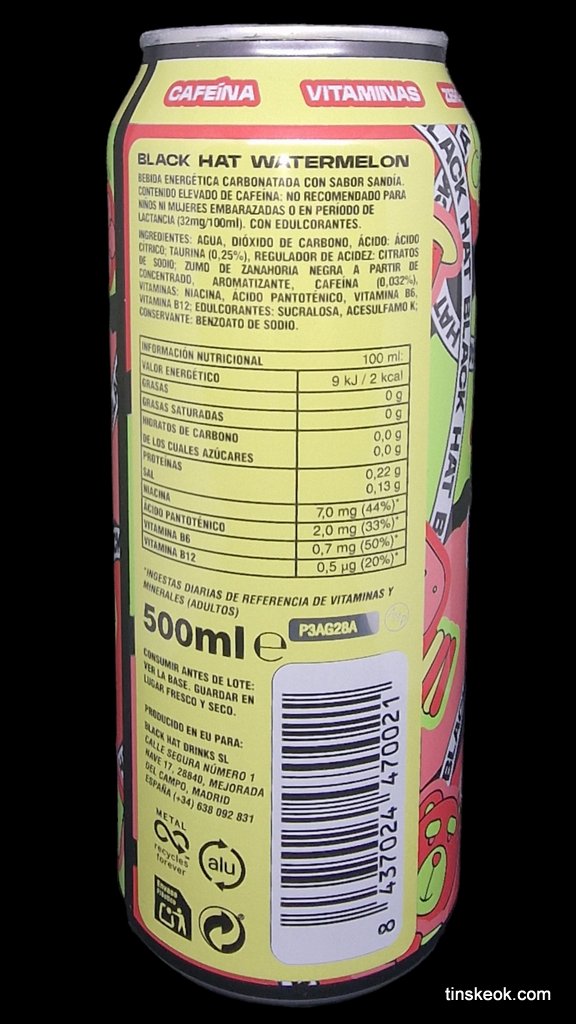 CAFEÍNA
VITAMINAS
BLACK HAT WATERMELON
BEBIDA ENERGÉTICA CARBONATADA CON SABOR SANDÍA.
CONTENIDO ELEVADO DE CAFEÍNA: NO RECOMENDADO PARA
NIÑOS NI MUJERES EMBARAZADAS O EN PERÍODO DE
LACTANCIA (32mg/100ml). CON EDULCORANTES.
INGREDIENTES: AGUA, DIÓXIDO DE CARBONO, ÁCIDO: ÁCIDO
CÍTRICO; TAURINA (0,25%), REGULADOR DE ACIDEZ: CITRATOS
DE SODIO; ZUMO DE ZANAHORIA NEGRA A PARTIR DE
CONCENTRADO, AROMATIZANTE, CAFEÍNA (0,032%),
VITAMINAS: NIACINA, ÁCIDO PANTOTÉNICO, VITAMINA B6,
VITAMINA B12; EDULCORANTES: SUCRALOSA, ACESULFAMO K;
CONSERVANTE: BENZOATO DE SODIO.
INFORMACIÓN NUTRICIONAL 100 ml:
VALOR ENERGÉTICO 9 kJ / 2 kcal
GRASAS 0 g
GRASAS SATURADAS 0 g
HIDRATOS DE CARBONO 0,0 g
DE LOS CUALES AZÚCARES 0,0 g
PROTEÍNAS 0,22 g
SAL 0,13 g
NIACINA 7,0 mg (44%)*
ÁCIDO PANTOTÉNICO 2,0 mg (33%)*
VITAMINA B6 0,7 mg (50%)*
VITAMINA B12 0,5 µg (20%)*
*INGESTAS DIARIAS DE REFERENCIA DE VITAMINAS Y
MINERALES (ADULTOS)
500ml e
P3AG28A
CONSUMIR ANTES DE LOTE:
VER LA BASE. GUARDAR EN
LUGAR FRESCO Y SECO.
PRODUCIDO EN EU PARA:
BLACK HAT DRINKS SL
CALLE SEGURA NÚMERO 1
NAVE 17, 28840, MEJORADA
DEL CAMPO, MADRID
ESPAÑA (+34) 638 092 831
METAL
recycles
forever
alu
8 437024 470021
BLACK HAT BLACK HAT B
tinskeok.com